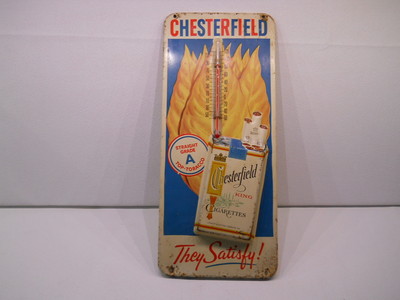 CHESTERFIELD
STRAIGHT
GRADE
A
TOP-TOBACCO
Chesterfield
KING
CIGARETTES
They Satisfy!